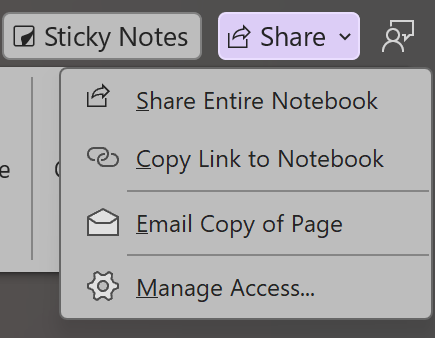 Sticky Notes Share
Share Entire Notebook
Copy Link to Notebook
Email Copy of Page
Manage Access...